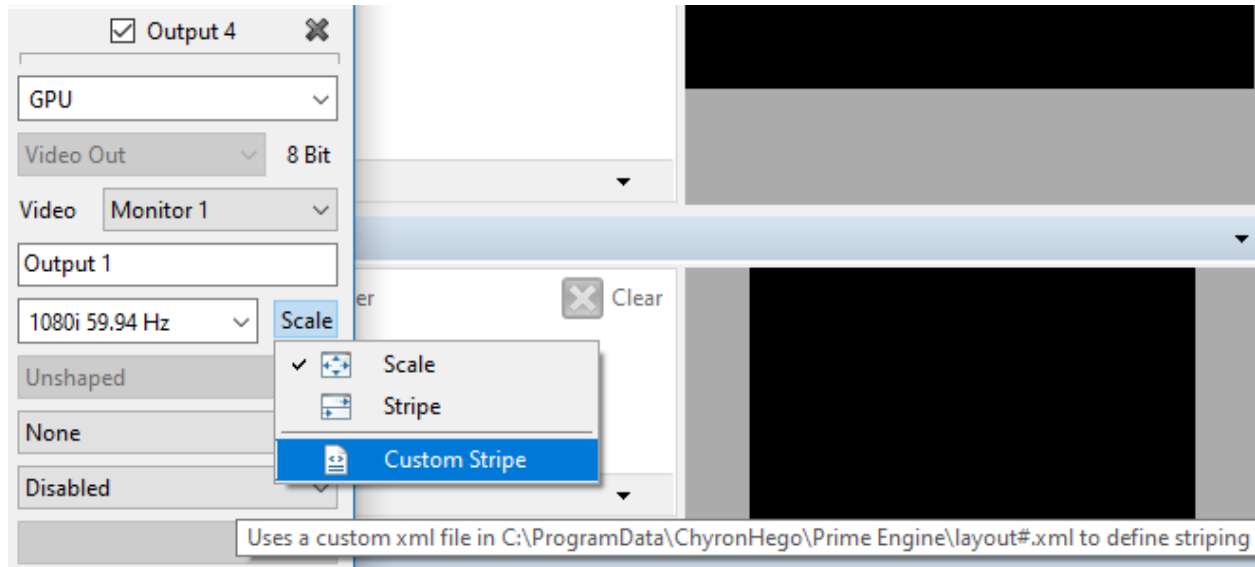 Output 4
GPU
Video Out 8 Bit
Video Monitor 1
Output 1
1080i 59.94 Hz Scale
er Clear
Scale
Unshaped
Stripe
None
Custom Stripe
Disabled
Uses a custom xml file in C:\ProgramData\ChyronHego\Prime Engine\layout#.xml to define striping